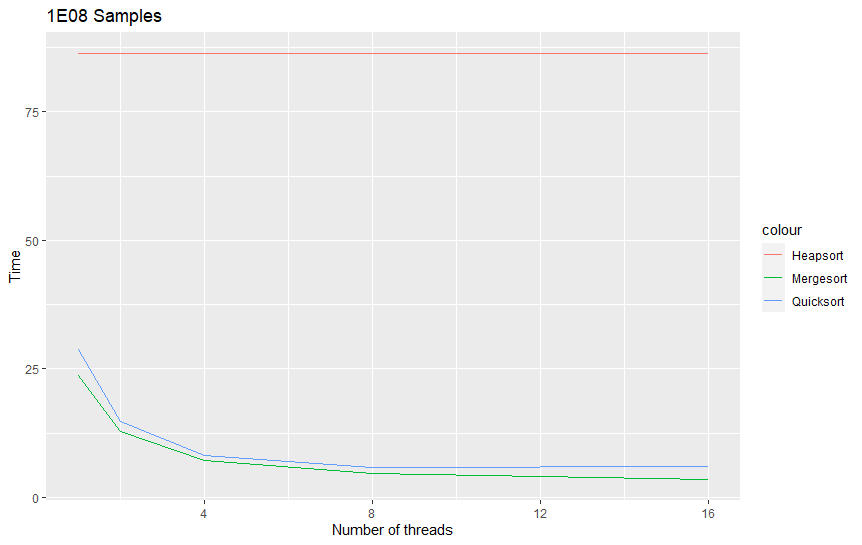 1E08 Samples
75
50
25
0
Time
4 8 12 16
Number of threads
colour
Heapsort
Mergesort
Quicksort